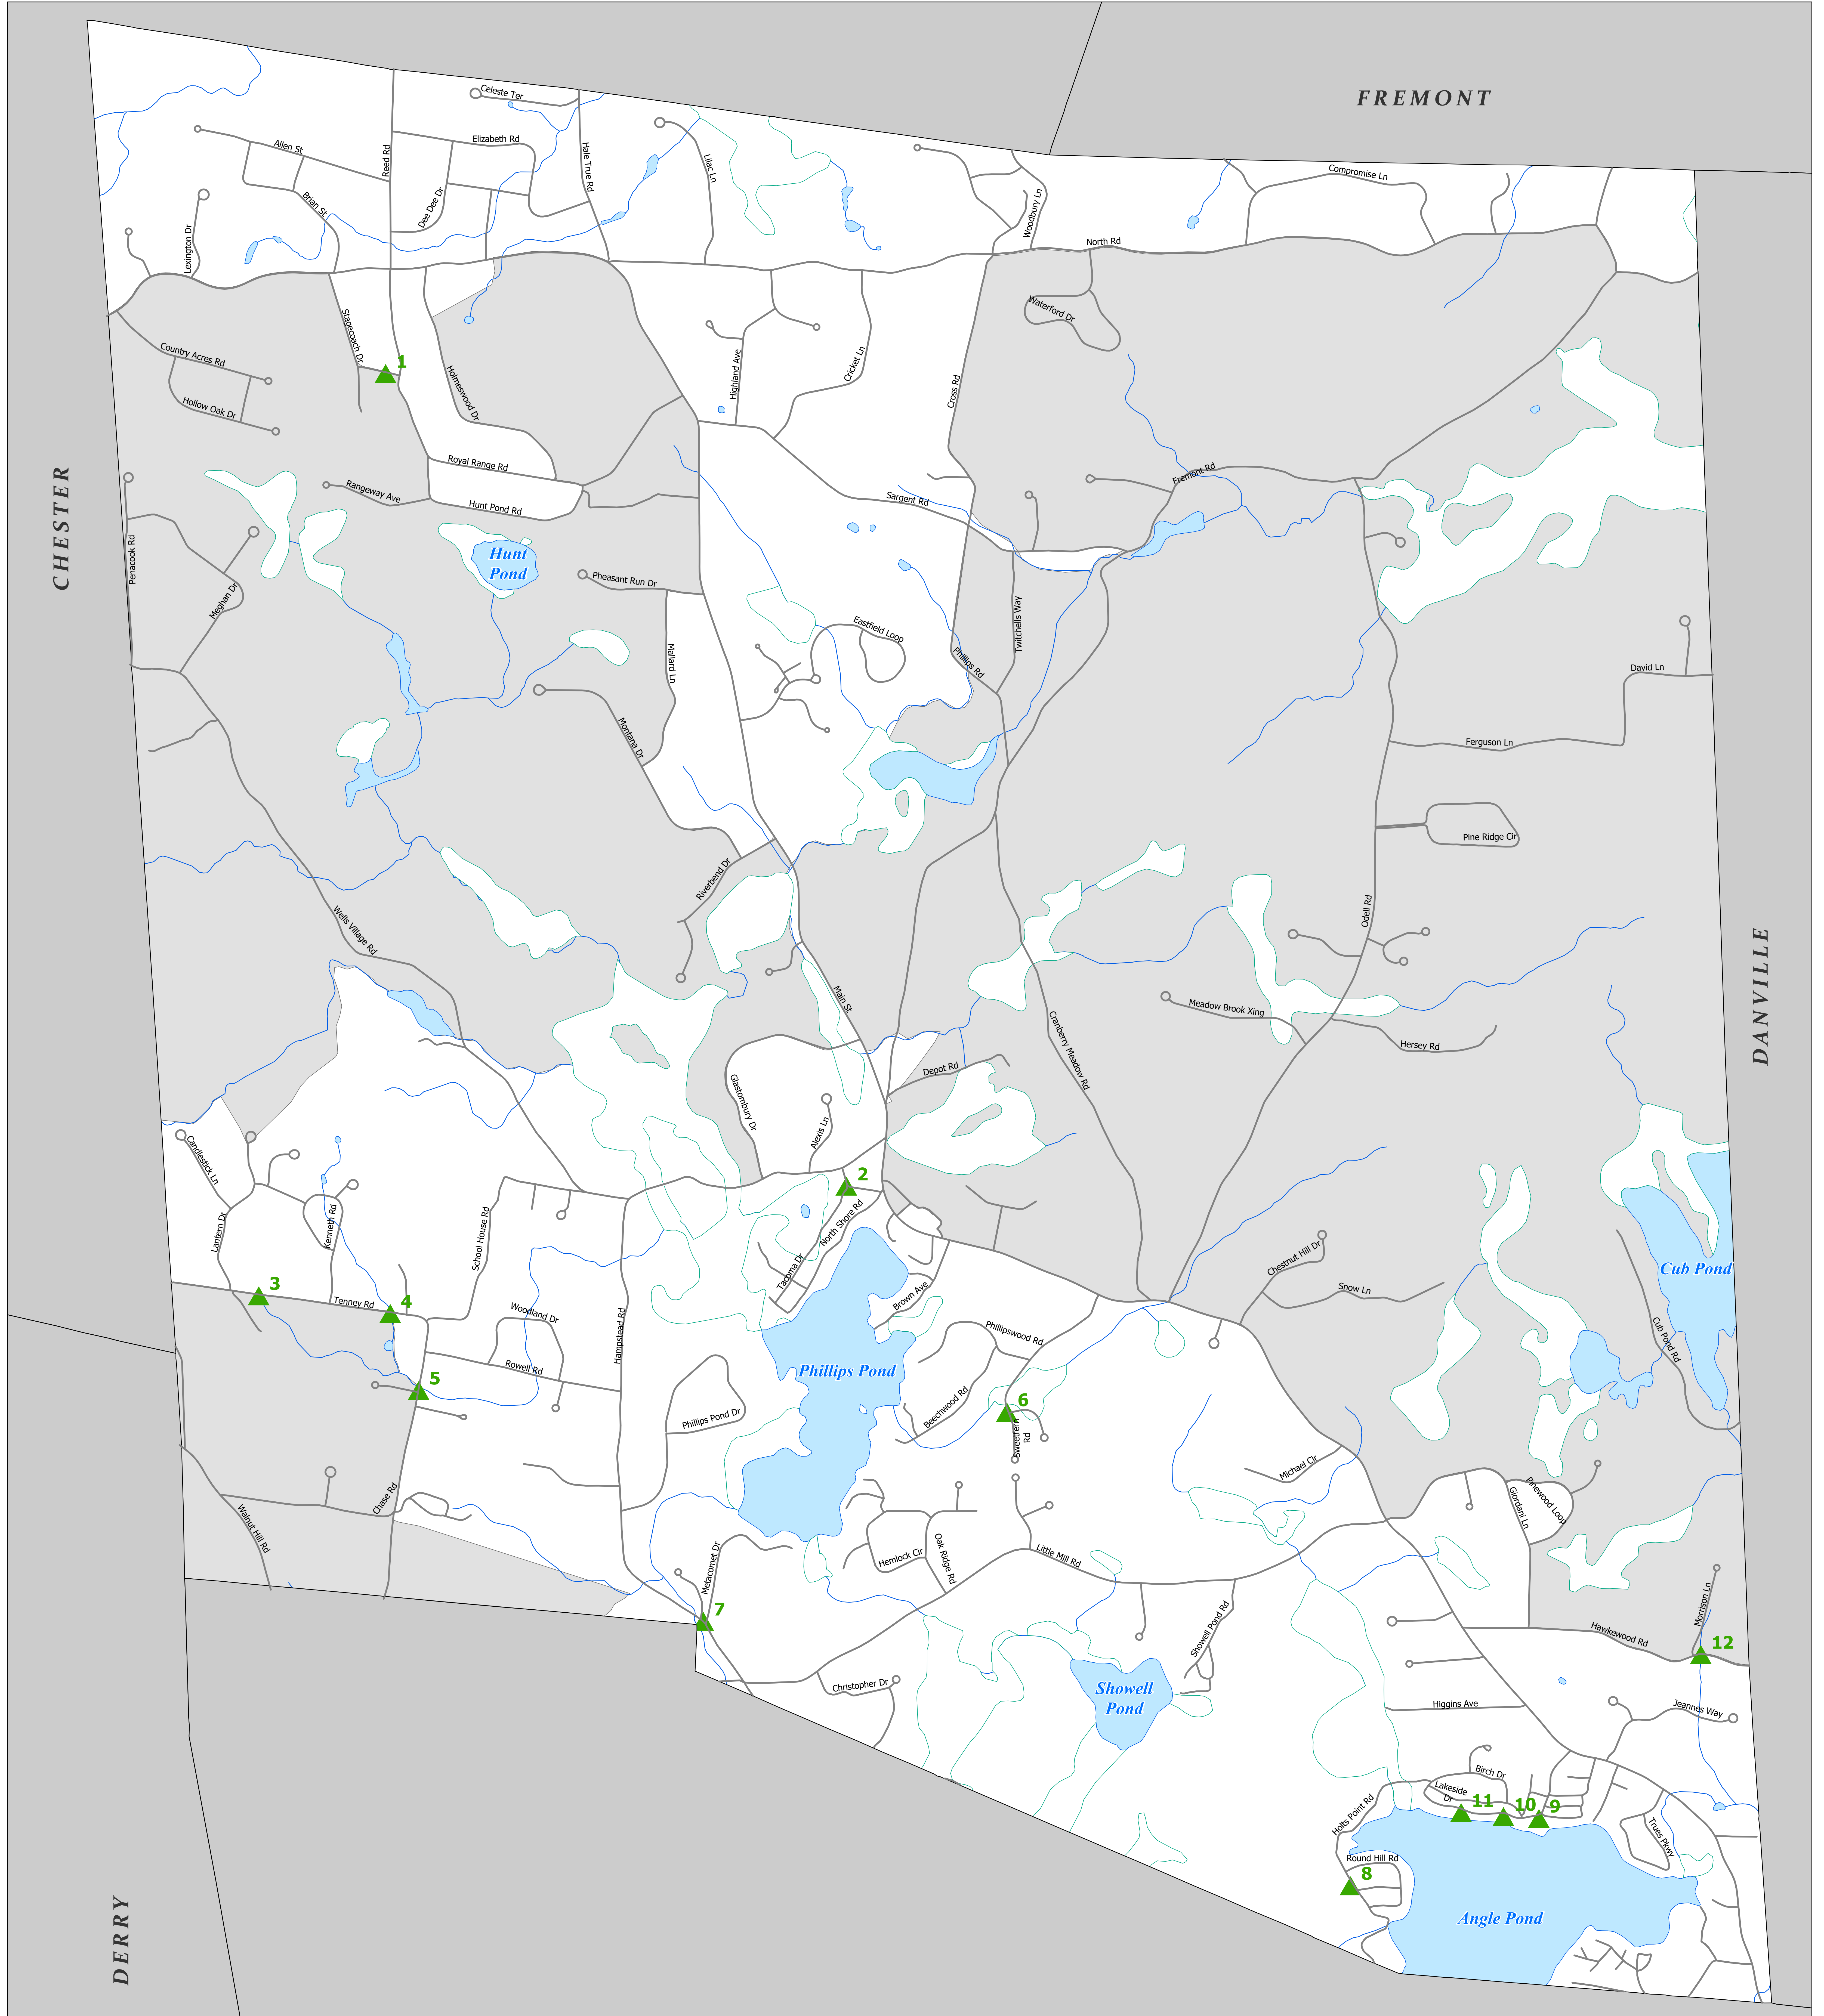 FREMONT
Celeste Ter
Elizabeth Rd
Allen St
Reed Rd
Hale True Rd
Lilac Ln
Compromise Ln
Dee Dee Dr
Brian St
Woodbury Ln
Lexington Dr
North Rd
Waterford Dr
Stagecoach Dr
Country Acres Rd
1
Highland Ave
Cricket Ln
Cross Rd
Holmeswood Dr
Hollow Oak Dr
Royal Range Rd
Fremont Rd
Rangeway Ave
Hunt Pond Rd
Sargent Rd
CHESTER
Hunt
Pond
Penacook Rd
Pheasant Run Dr
Meghan Dr
Twitchells Way
Eastfield Loop
Mallard Ln
Phillips Rd
David Ln
Montana Dr
Ferguson Ln
Pine Ridge Cir
Riverbend Dr
Odell Rd
Wells Village Rd
DANVILLE
Main St
Meadow Brook Xing
Cranberry Meadow Rd
Hersey Rd
Depot Rd
Glastombury Dr
Alexis Ln
Candlestick Ln
2
Lantern Dr
Kenneth Rd
School House Rd
North Shore Rd
Tacoma Dr
Chestnut Hill Dr
Cub Pond
3
Tenney Rd
4
Brown Ave
Snow Ln
Woodland Dr
Hampstead Rd
Phillipswood Rd
Cub Pond Rd
Rowell Rd
Phillips Pond
5
Beechwood Rd
6
Phillips Pond Dr
Sweetfern
Rd
Michael Cir
Chase Rd
Walnut Hill Rd
Giordani Ln
Pinewood Loop
Hemlock Cir
Oak Ridge Rd
Little Mill Rd
Metacomet Dr
7
Showell Pond Rd
Morrison Ln
Hawkewood Rd
12
Christopher Dr
Showell
Pond
Higgins Ave
Jeannes Way
Birch Dr
Lakeside
Dr
11
10
9
Holts Point Rd
Trues Pkwy
Round Hill Rd
8
Angle Pond
DERRY